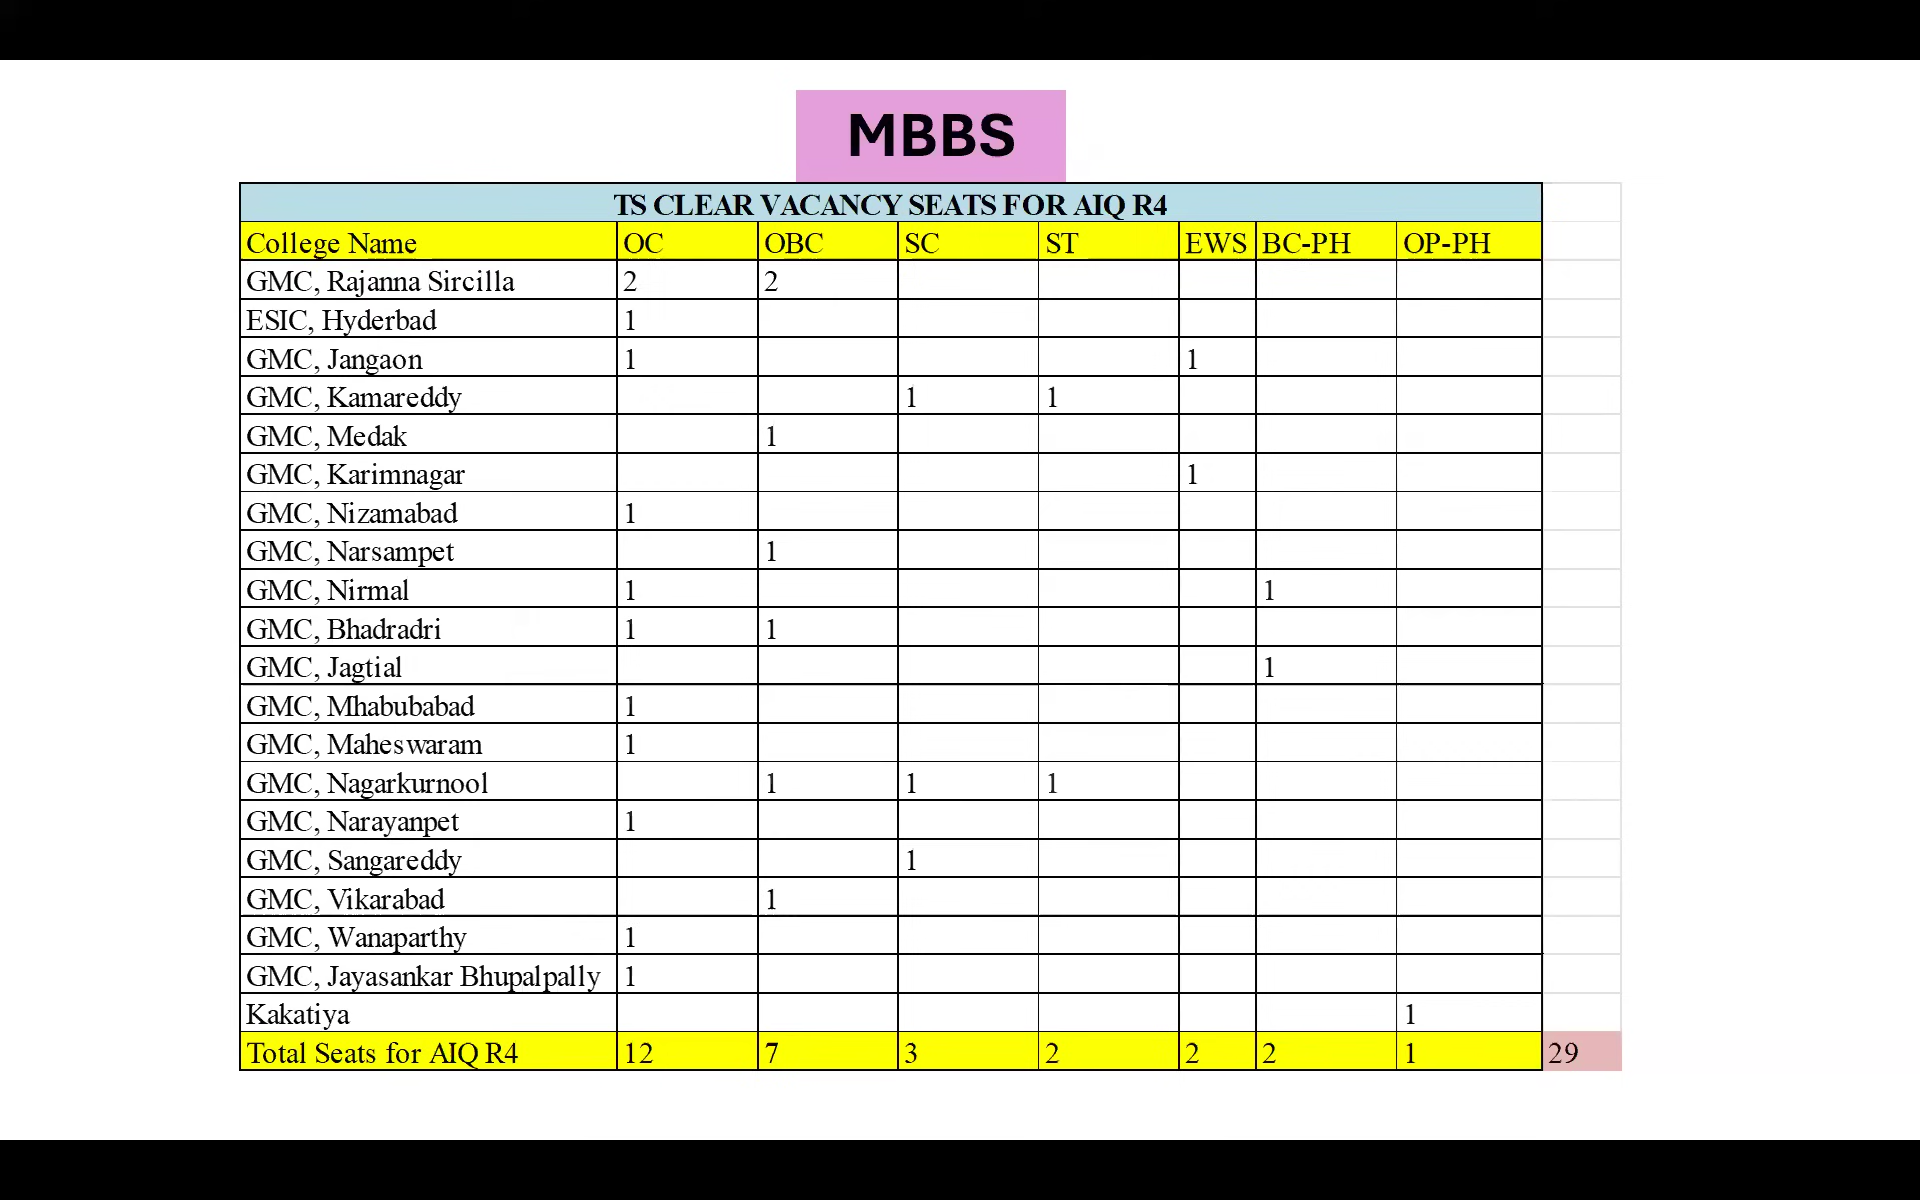 MBBS
TS CLEAR VACANCY SEATS FOR AIQ R4
College Name OC OBC SC ST EWS BC-PH OP-PH
GMC, Rajanna Sircilla 2 2
ESIC, Hyderbad 1
GMC, Jangaon 1 1
GMC, Kamareddy 1 1
GMC, Medak 1
GMC, Karimnagar 1
GMC, Nizamabad 1
GMC, Narsampet 1
GMC, Nirmal 1 1
GMC, Bhadradri 1 1
GMC, Jagtial 1
GMC, Mhabubabad 1
GMC, Maheswaram 1
GMC, Nagarkurnool 1 1 1
GMC, Narayanpet 1
GMC, Sangareddy 1
GMC, Vikarabad 1
GMC, Wanaparthy 1
GMC, Jayasankar Bhupalpally 1
Kakatiya 1
Total Seats for AIQ R4 12 7 3 2 2 2 1 29